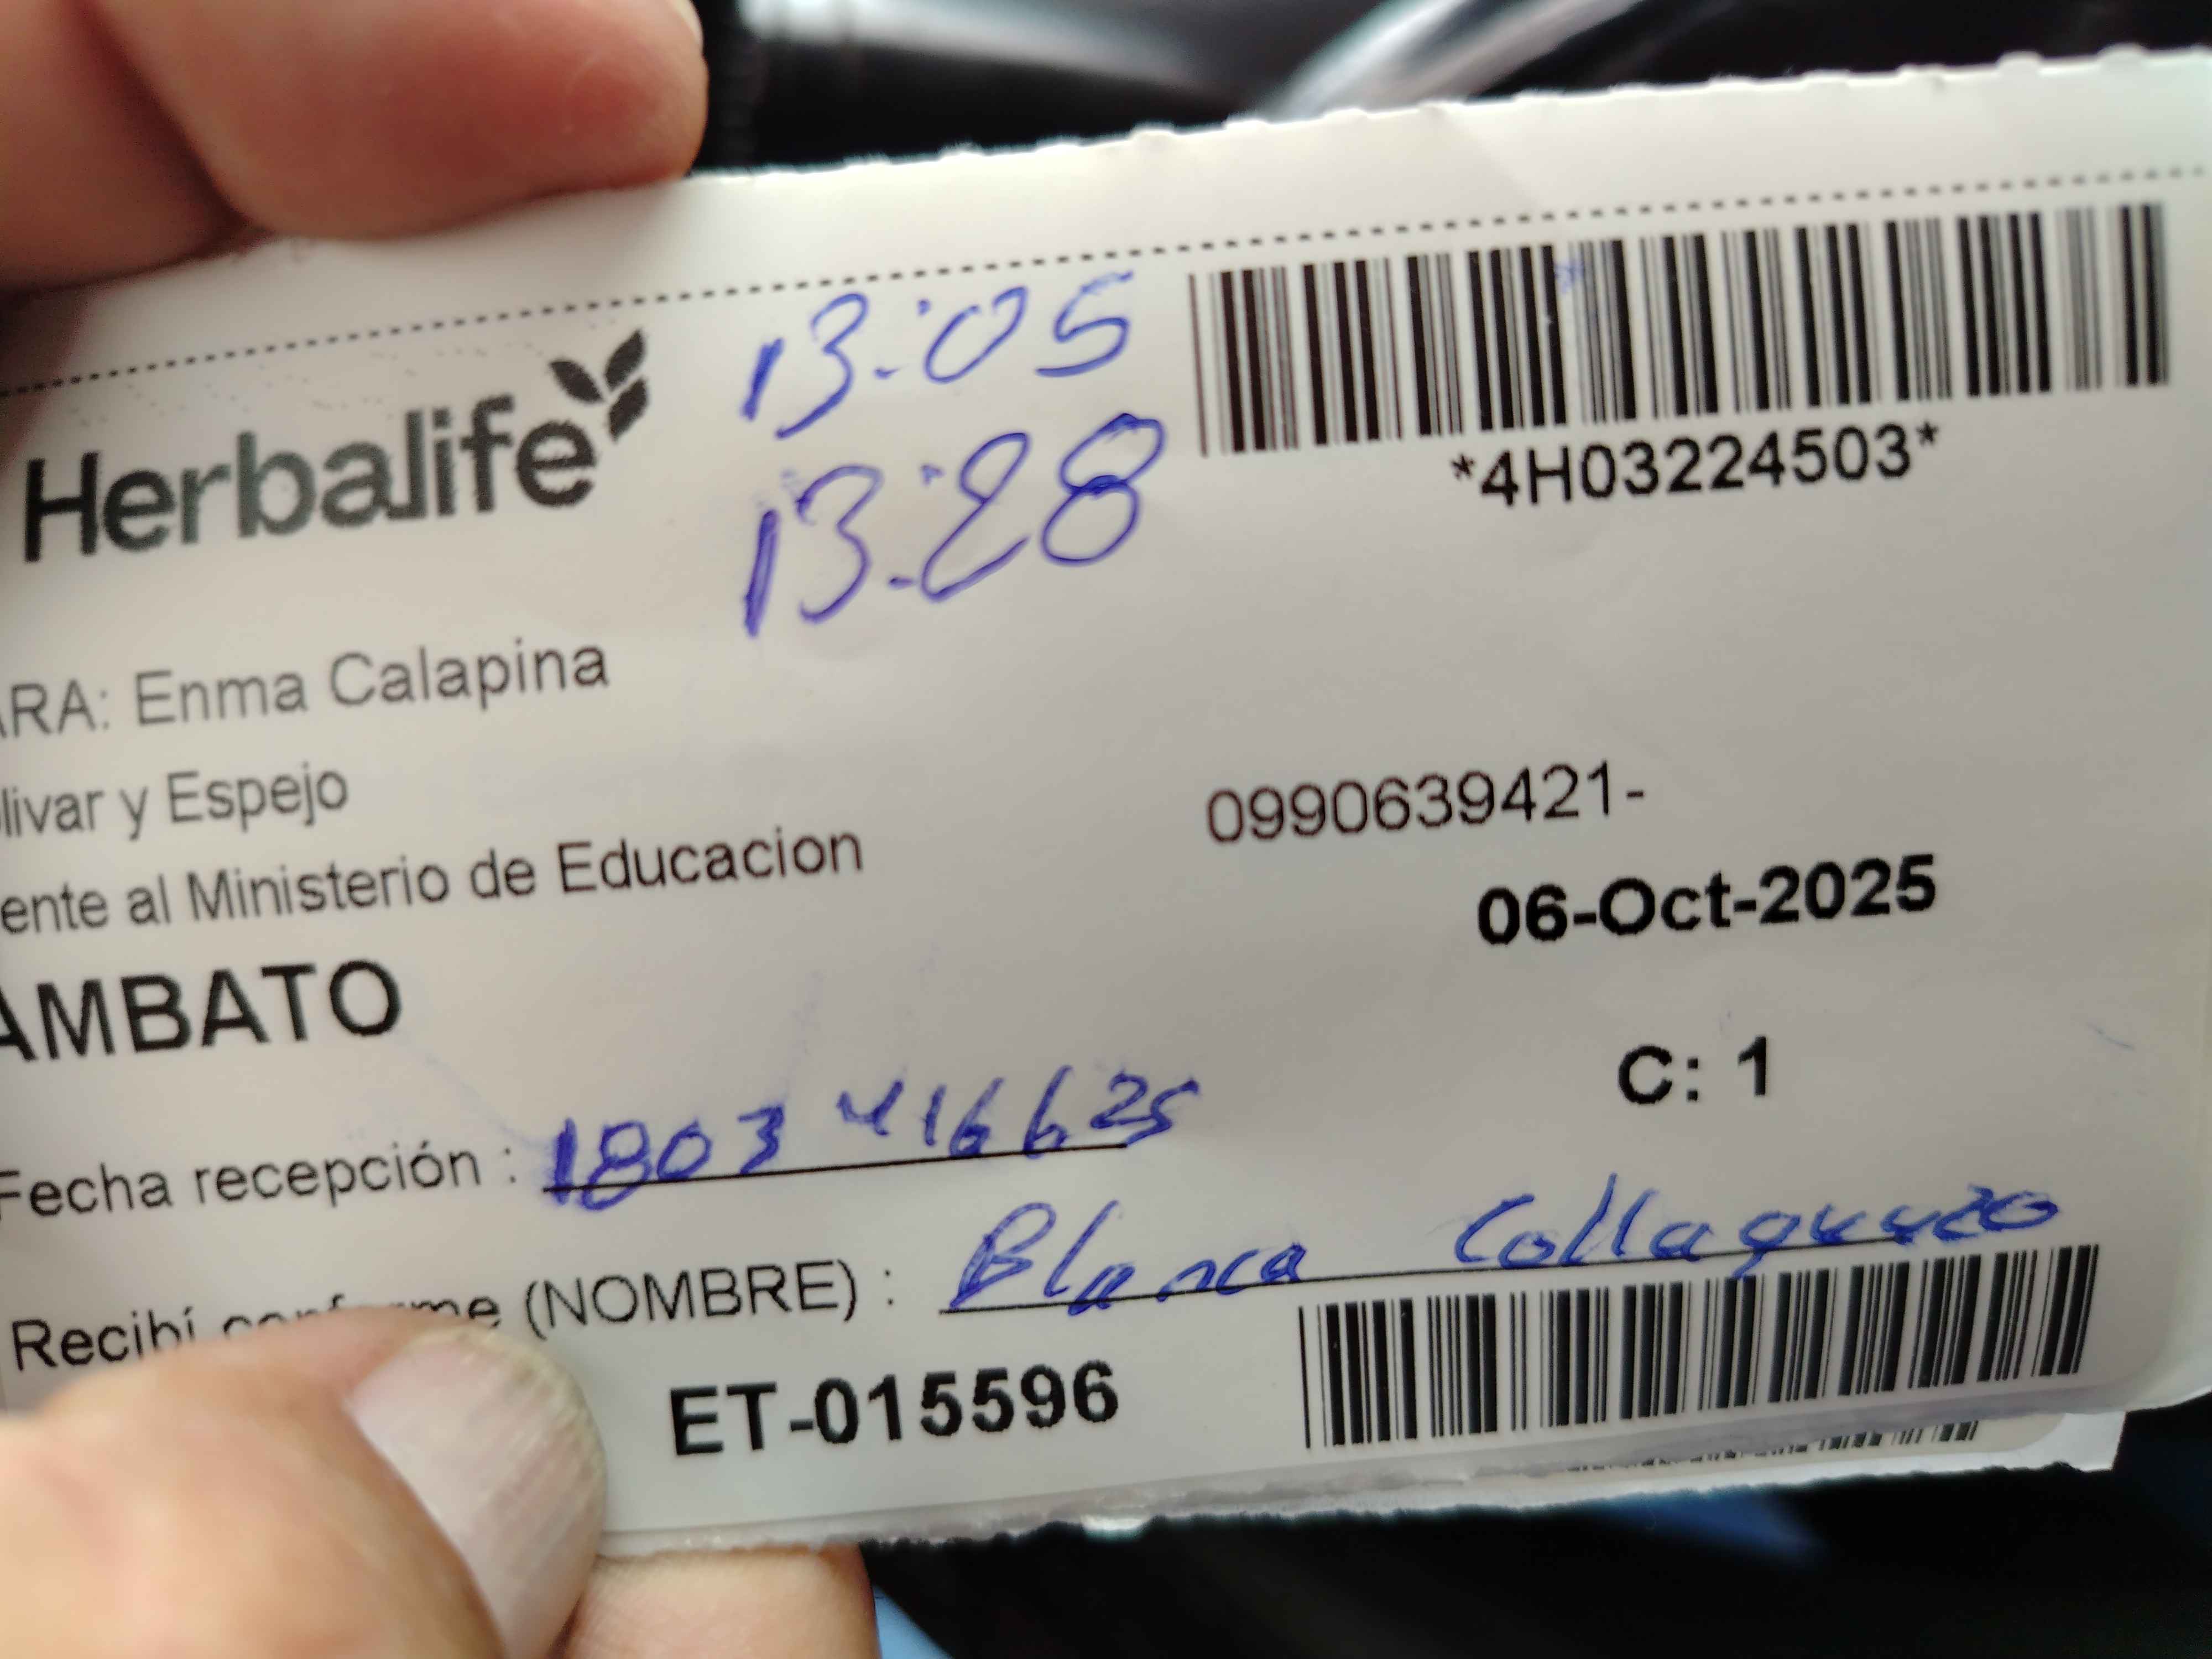 Herbalife
13:05
13:28
*4H03224503*
ARA: Enma Calapina
livar y Espejo
0990639421-
ente al Ministerio de Educacion
06-Oct-2025
AMBATO
C: 1
Fecha recepción : 1803416625
Recibí conforme (NOMBRE) : Blanca
ET-015596